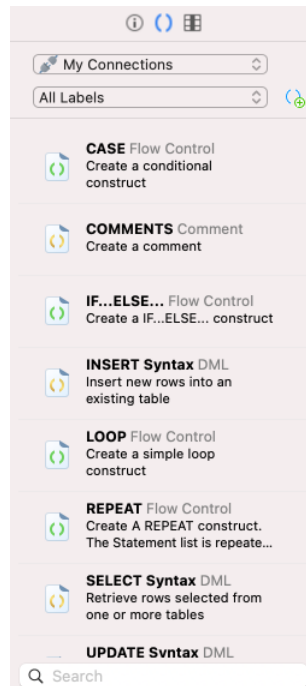 My Connections
All Labels
CASE Flow Control
Create a conditional
construct
COMMENTS Comment
Create a comment
IF...ELSE... Flow Control
Create a IF...ELSE... construct
INSERT Syntax DML
Insert new rows into an
existing table
LOOP Flow Control
Create a simple loop
construct
REPEAT Flow Control
Create A REPEAT construct.
The Statement list is repeate...
SELECT Syntax DML
Retrieve rows selected from
one or more tables
UPDATE Syntax DML
Search